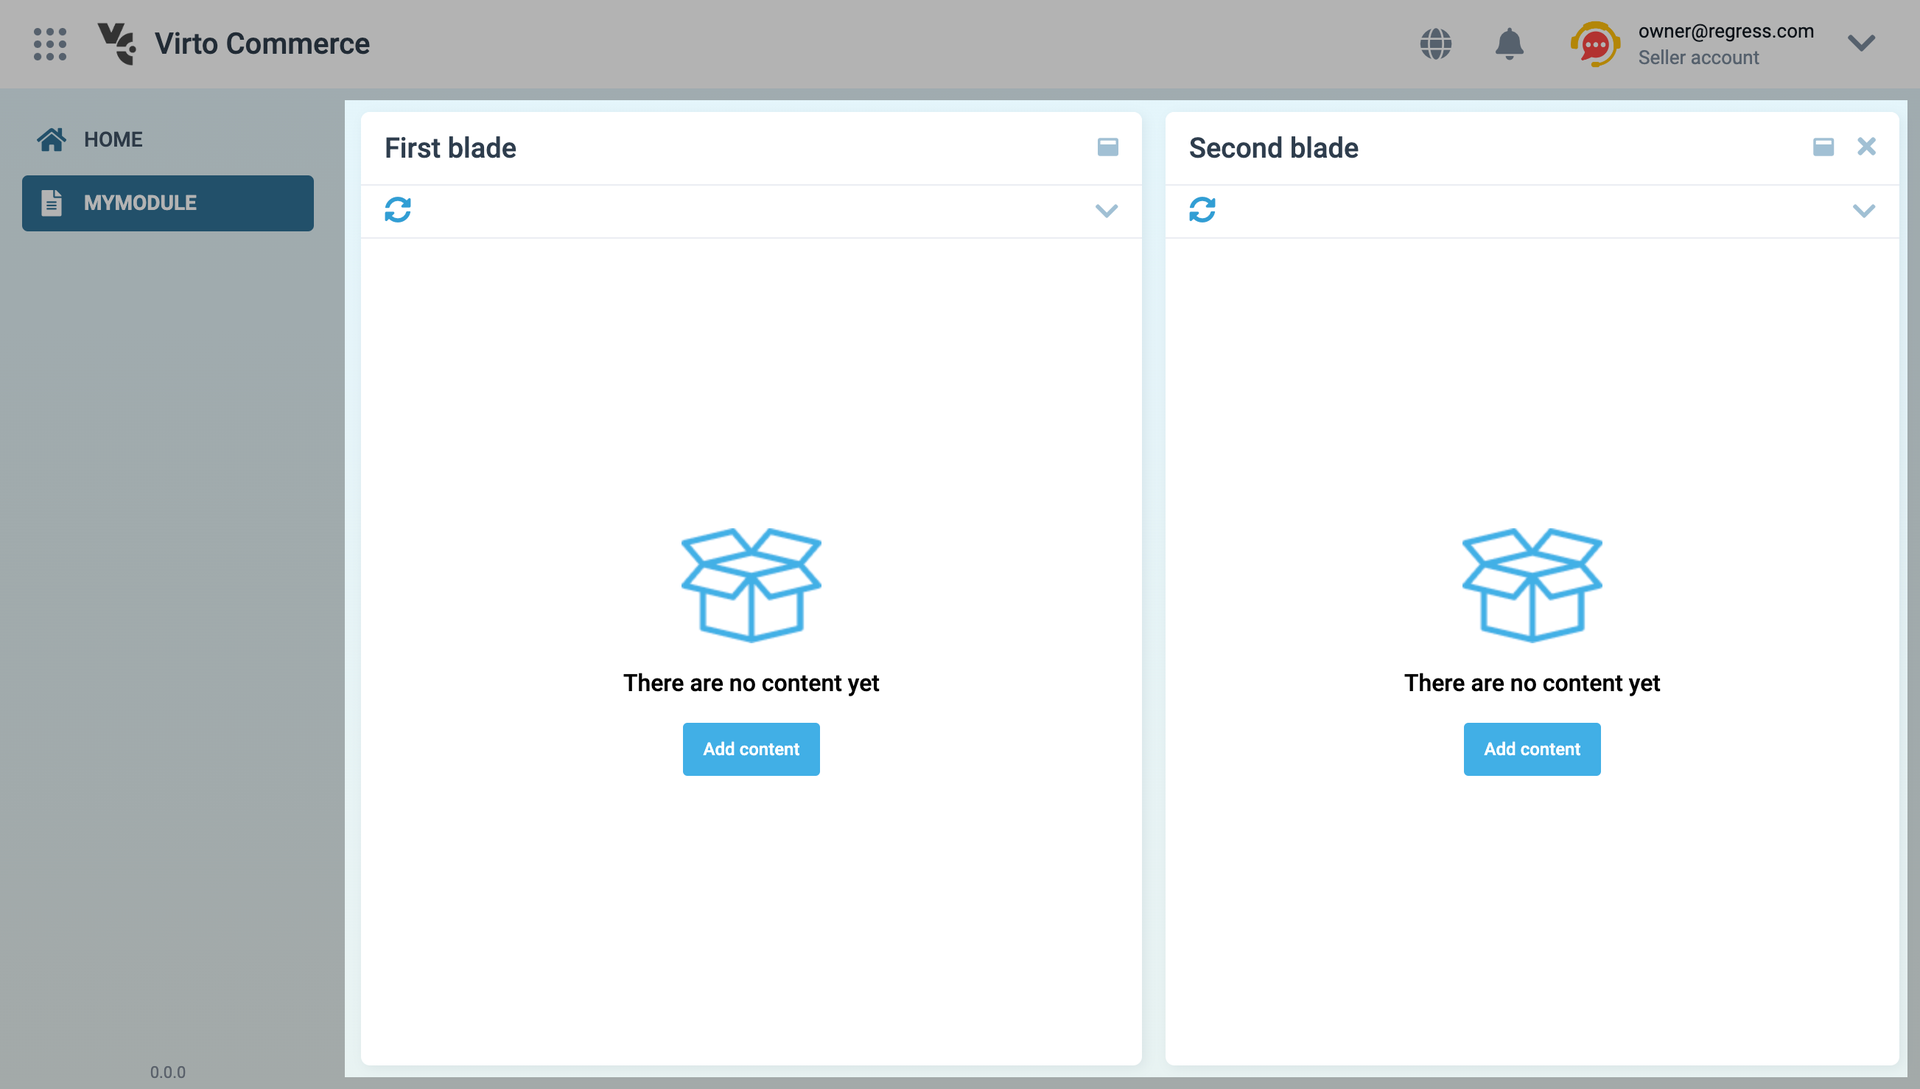 Virto Commerce
owner@regress.com
Seller account
HOME
MYMODULE
0.0.0
First blade
There are no content yet
Add content
Second blade
There are no content yet
Add content